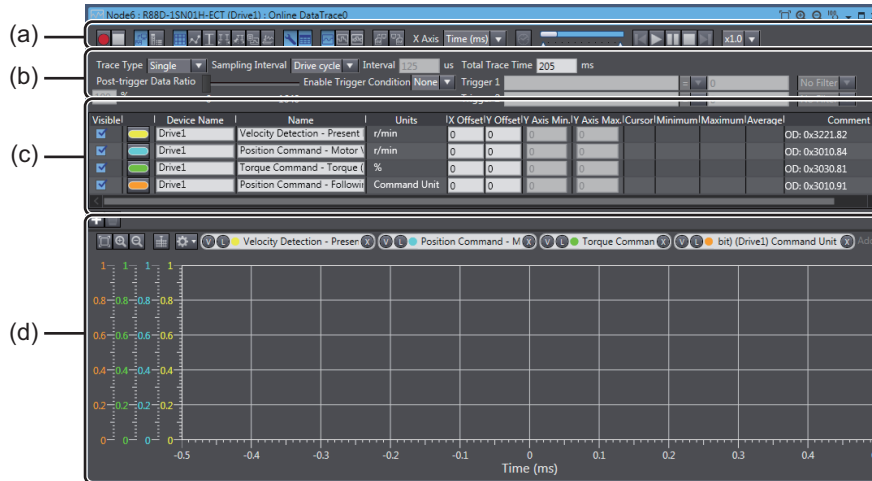 Node6 : R88D-1SN01H-ECT (Drive1) : Online DataTrace0
(a)
X Axis Time (ms) x1.0
(b)
Trace Type Single Sampling Interval Drive cycle Interval 125 us Total Trace Time 205 ms
Post-trigger Data Ratio Enable Trigger Condition None Trigger 1 = 0 No Filter
(c)
Visible Device Name Name Units X Offset Y Offset Y Axis Min. Y Axis Max. Cursor Minimum Maximum Average Comment
Drive1 Velocity Detection - Present r/min 0 0 0 0 OD: 0x3221.82
Drive1 Position Command - Motor r/min 0 0 0 0 OD: 0x3010.84
Drive1 Torque Command - Torque ( % 0 0 0 0 OD: 0x3030.81
Drive1 Position Command - Followin Command Unit 0 0 0 0 OD: 0x3010.91
(d)
V L Velocity Detection - Presen X V L Position Command - M X V L Torque Comman X V L bit) (Drive1) Command Unit X Add
1 1 1 1
0.8 0.8 0.8 0.8
0.6 0.6 0.6 0.6
0.4 0.4 0.4 0.4
0.2 0.2 0.2 0.2
0 0 0 0
-0.5 -0.4 -0.3 -0.2 -0.1 0 0.1 0.2 0.3 0.4
Time (ms)